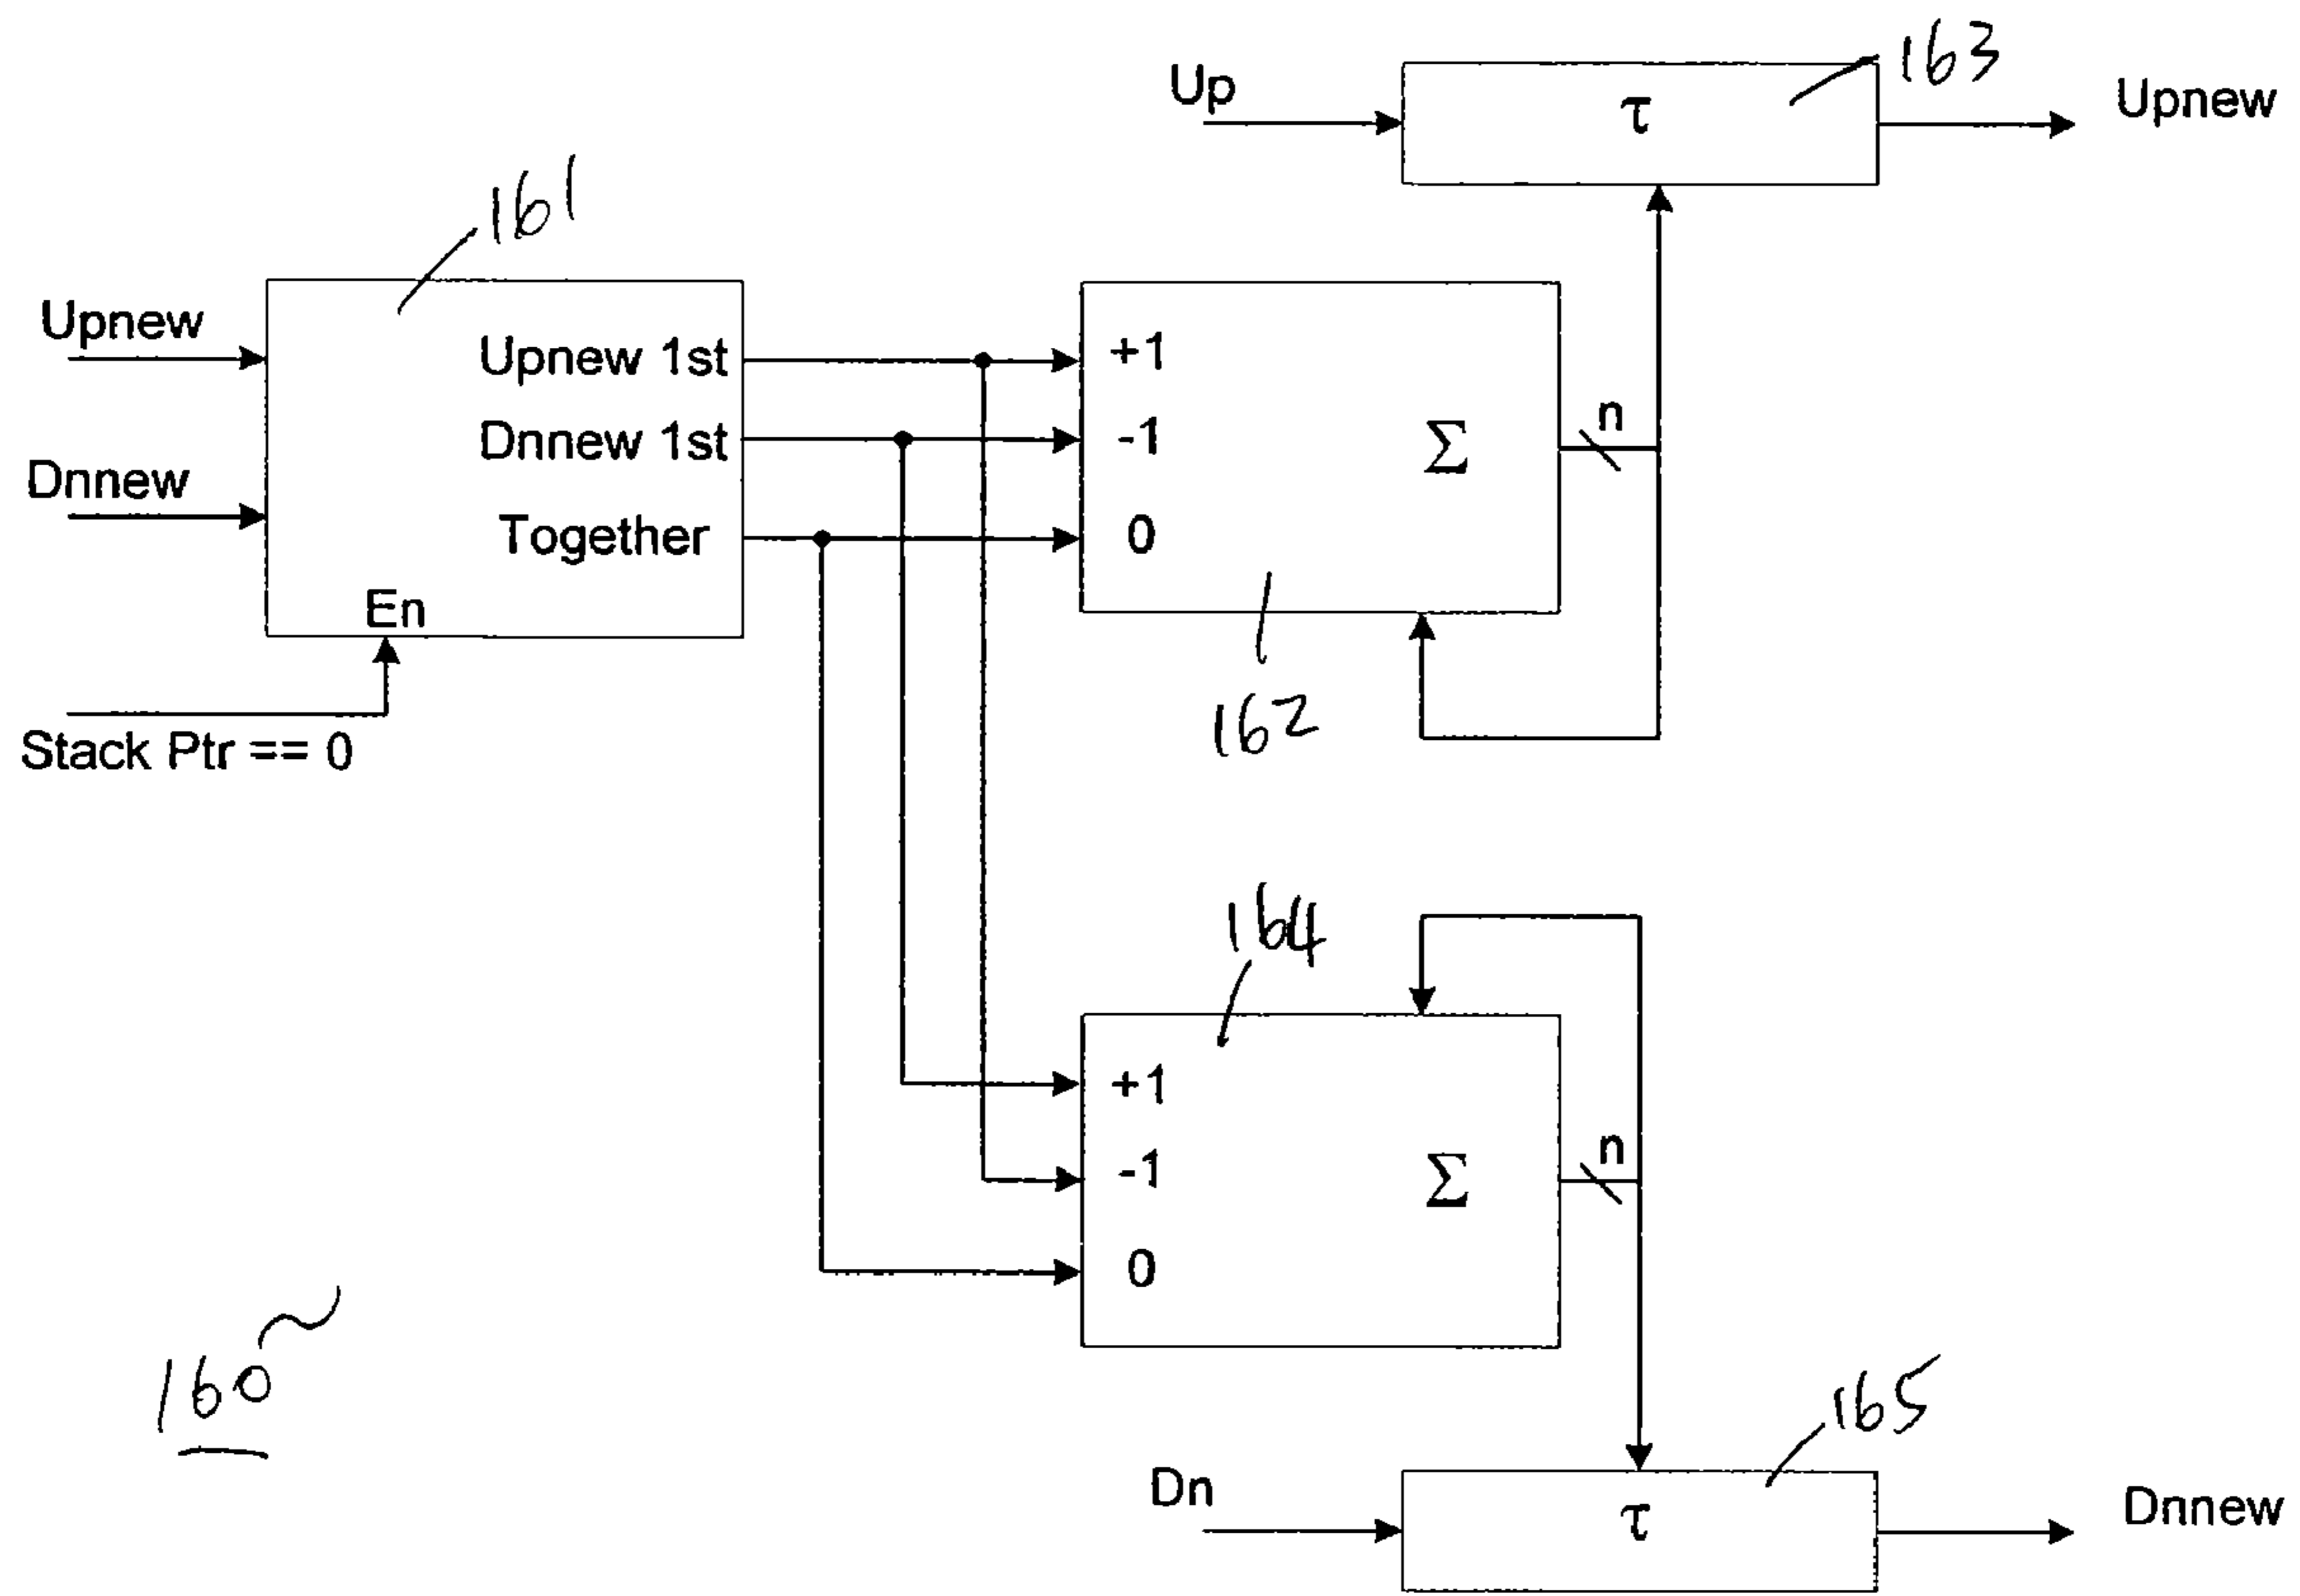 163
Up
τ
Upnew
161
Upnew
Upnew 1st
+1
Dnnew 1st
-1
Σ
n
Dnnew
Together
0
En
162
Stack Ptr == 0
164
+1
-1
Σ
n
0
160
165
Dn
τ
Dnnew